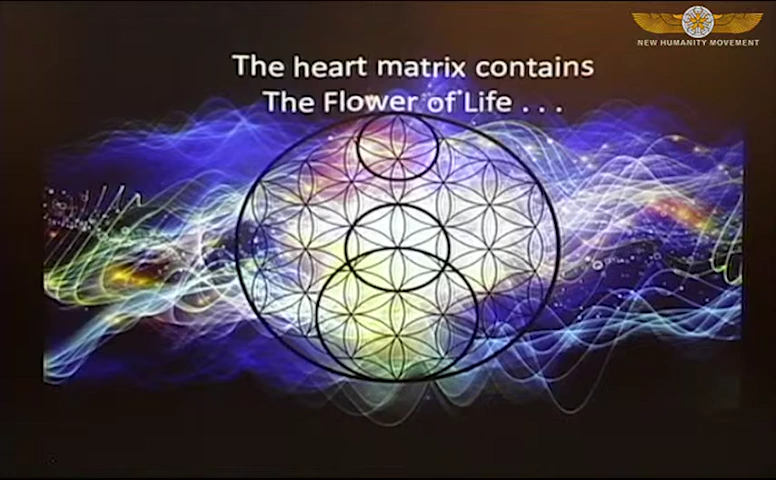 NEW HUMANITY MOVEMENT
The heart matrix contains
The Flower of Life . . .